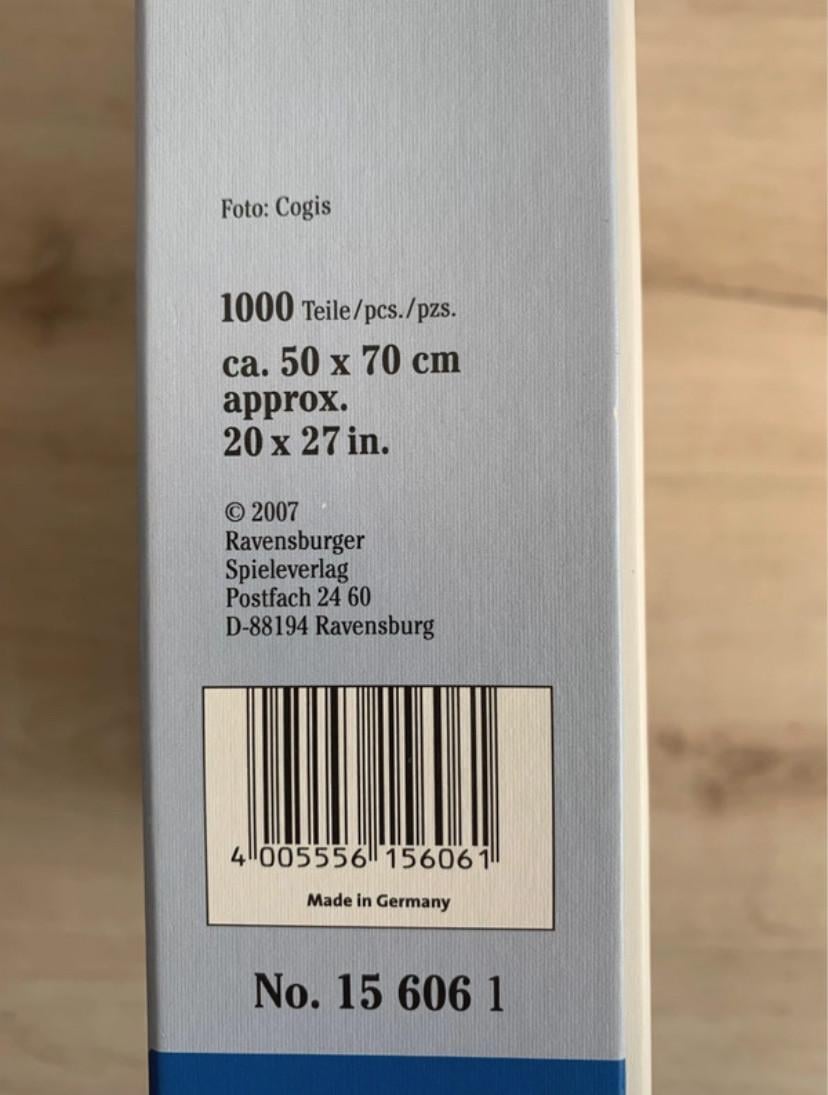 Foto: Cogis
1000 Teile/pcs./pzs.
ca. 50 x 70 cm
approx.
20 x 27 in.
© 2007
Ravensburger
Spieleverlag
Postfach 24 60
D-88194 Ravensburg
4 005556 156061
Made in Germany
No. 15 606 1